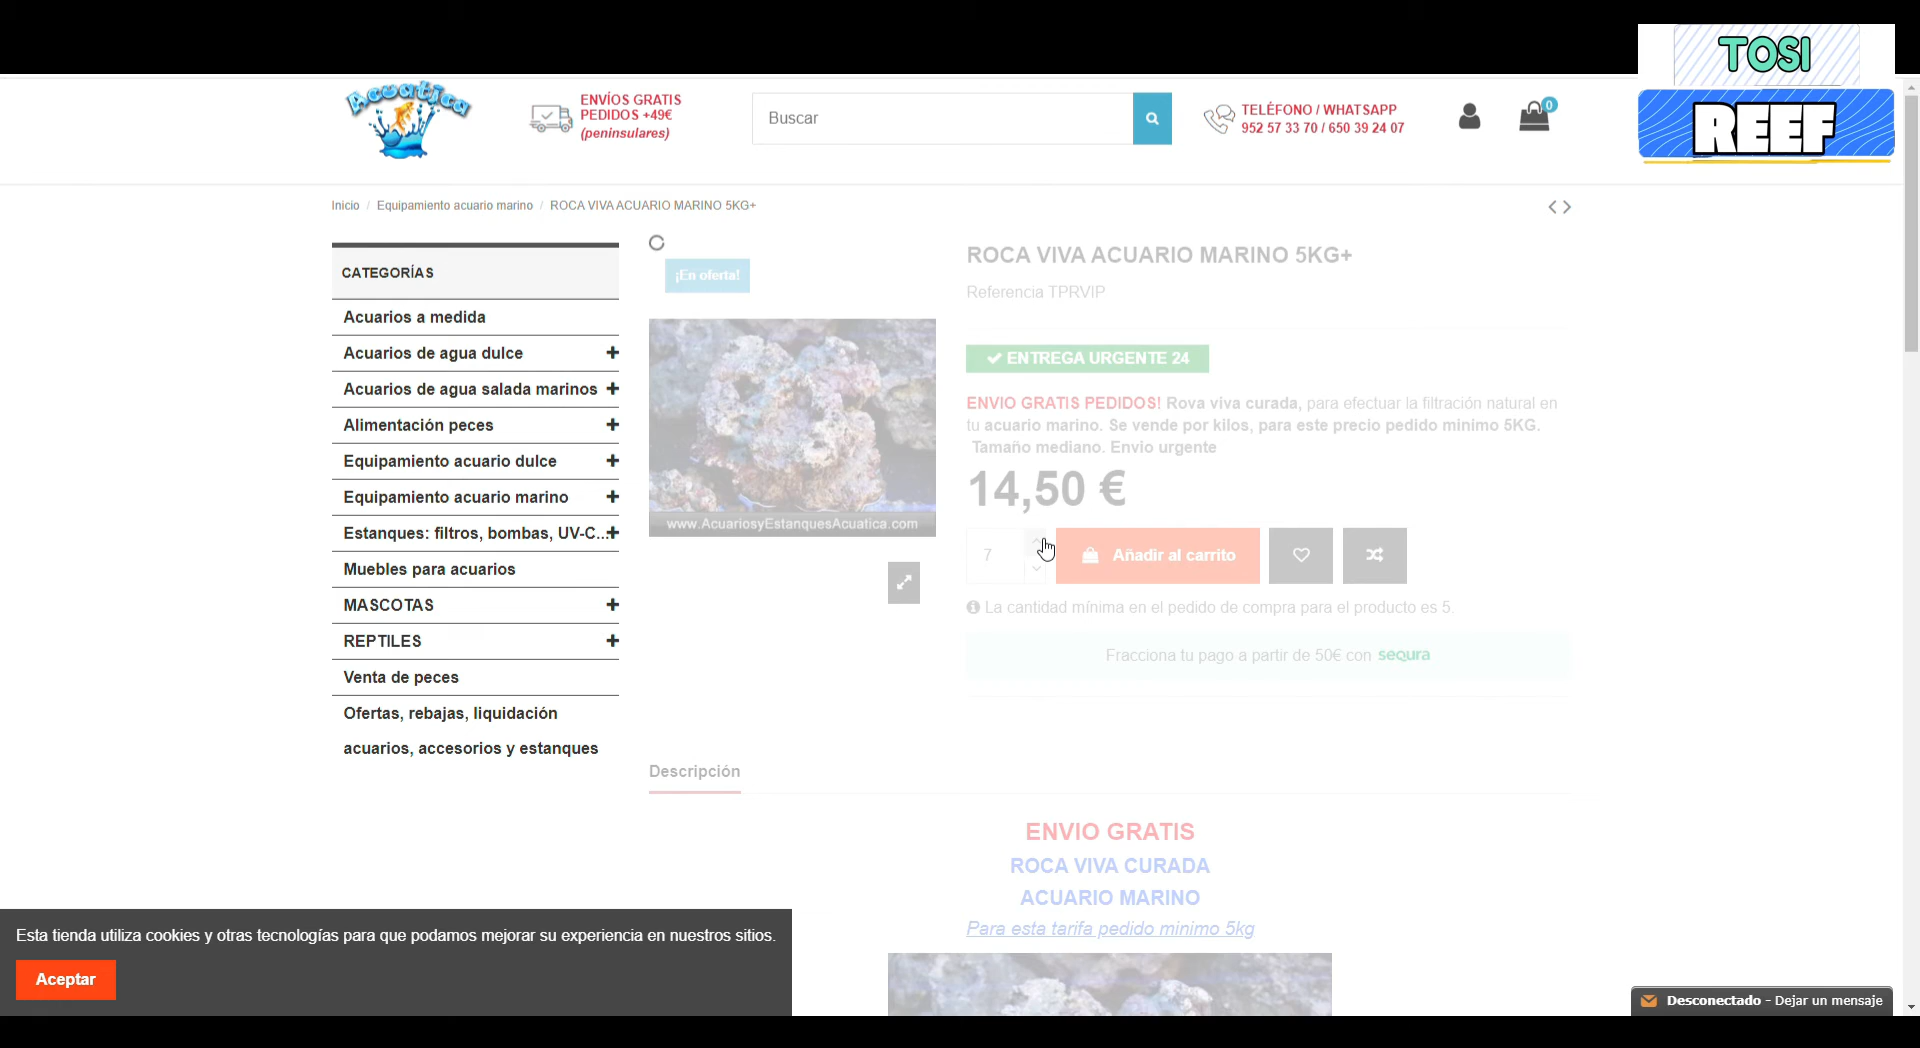 TOSI
REEF
Acuatica
ENVÍOS GRATIS
PEDIDOS +49€
(peninsulares)
Buscar
TELÉFONO / WHATSAPP
952 57 33 70 / 650 39 24 07
0
Inicio / Equipamiento acuario marino / ROCA VIVA ACUARIO MARINO 5KG+
CATEGORÍAS
Acuarios a medida
Acuarios de agua dulce
Acuarios de agua salada marinos
Alimentación peces
Equipamiento acuario dulce
Equipamiento acuario marino
Estanques: filtros, bombas, UV-C...
Muebles para acuarios
MASCOTAS
REPTILES
Venta de peces
Ofertas, rebajas, liquidación
acuarios, accesorios y estanques
¡En oferta!
www.AcuariosyEstanquesAcuatica.com
ROCA VIVA ACUARIO MARINO 5KG+
Referencia TPRVIP
ENTREGA URGENTE 24
ENVIO GRATIS PEDIDOS! Rova viva curada, para efectuar la filtración natural en
tu acuario marino. Se vende por kilos, para este precio pedido minimo 5KG.
Tamaño mediano. Envio urgente
14,50 €
7
Añadir al carrito
La cantidad mínima en el pedido de compra para el producto es 5.
Fracciona tu pago a partir de 50€ con seQura
Descripción
ENVIO GRATIS
ROCA VIVA CURADA
ACUARIO MARINO
Para esta tarifa pedido minimo 5kg
Esta tienda utiliza cookies y otras tecnologías para que podamos mejorar su experiencia en nuestros sitios.
Aceptar
Desconectado - Dejar un mensaje